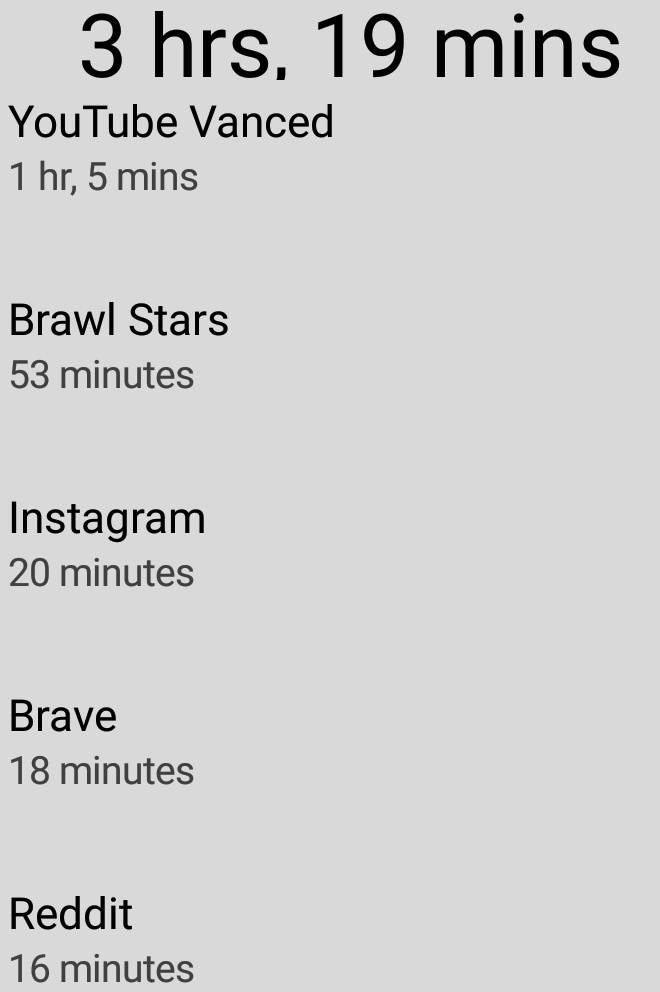 3 hrs, 19 mins
YouTube Vanced
1 hr, 5 mins
Brawl Stars
53 minutes
Instagram
20 minutes
Brave
18 minutes
Reddit
16 minutes